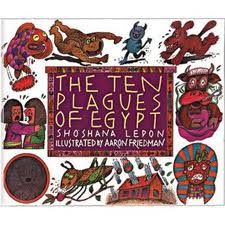 THE TEN
PLAGUES
OF EGYPT
SHOSHANA LEPON
ILLUSTRATED BY AARON FRIEDMAN